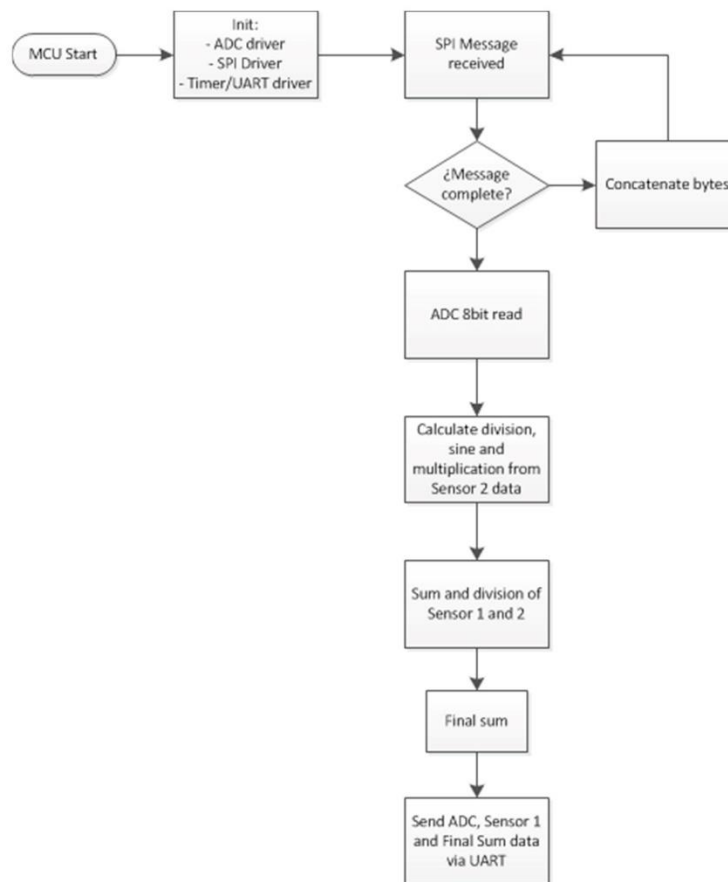 MCU Start
Init:
- ADC driver
- SPI Driver
- Timer/UART driver
SPI Message
received
¿Message
complete?
Concatenate bytes
ADC 8bit read
Calculate division,
sine and
multiplication from
Sensor 2 data
Sum and division of
Sensor 1 and 2
Final sum
Send ADC, Sensor 1
and Final Sum data
via UART